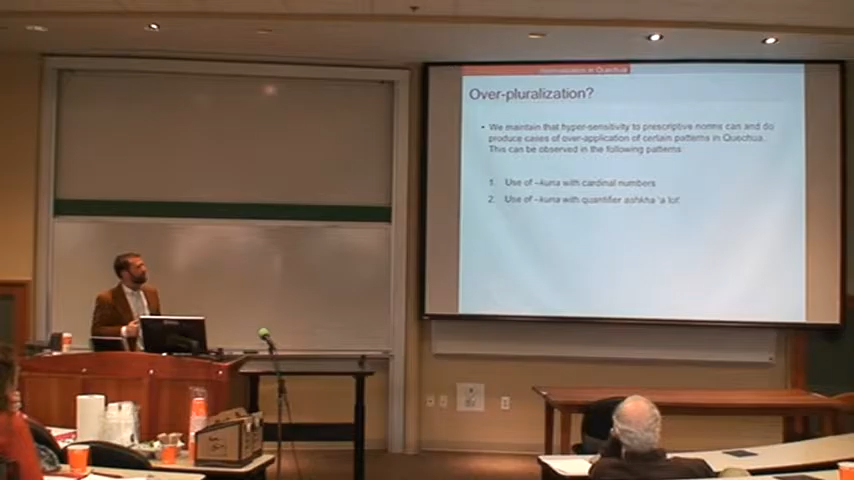 Pluralization in Quechua
Over-pluralization?
• We maintain that hyper-sensitivity to prescriptive norms can and do
produce cases of over-application of certain patterns in Quechua.
This can be observed in the following patterns
1. Use of –kuna with cardinal numbers
2. Use of –kuna with quantifier ashkha 'a lot'